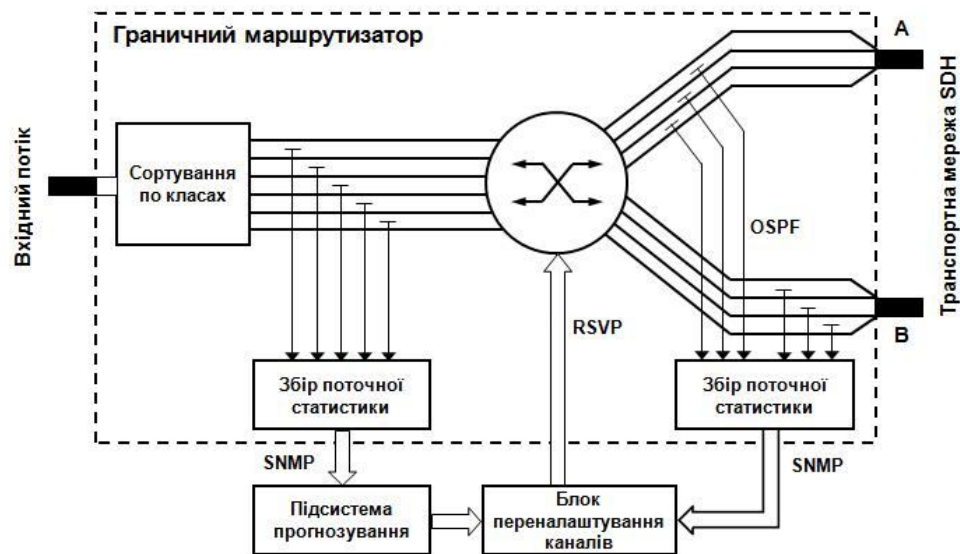 Граничний маршрутизатор
A
Вхідний потік
Сортування
по класах
OSPF
Транспортна мережа SDH
RSVP
B
Збір поточної
статистики
Збір поточної
статистики
SNMP
SNMP
Підсистема
прогнозування
Блок
переналаштування
каналів